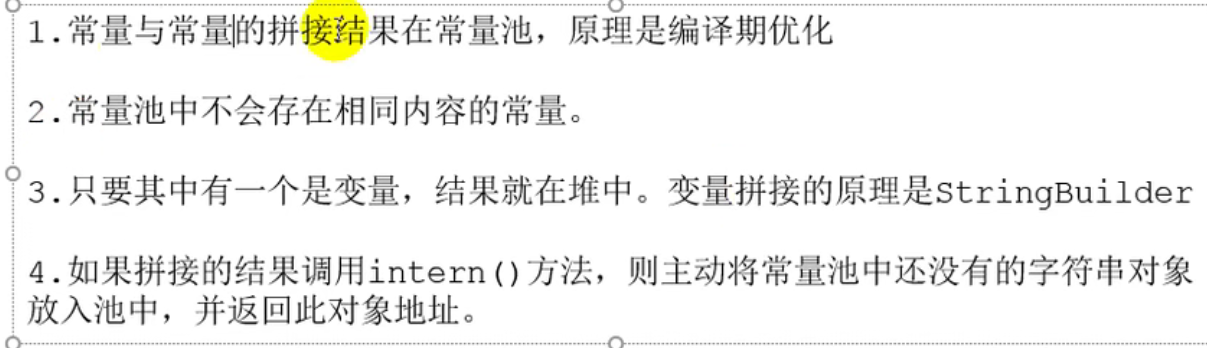 1.常量与常量的拼接结果在常量池，原理是编译期优化
2.常量池中不会存在相同内容的常量。
3.只要其中有一个是变量，结果就在堆中。变量拼接的原理是StringBuilder
4.如果拼接的结果调用intern()方法，则主动将常量池中还没有的字符串对象
放入池中，并返回此对象地址。